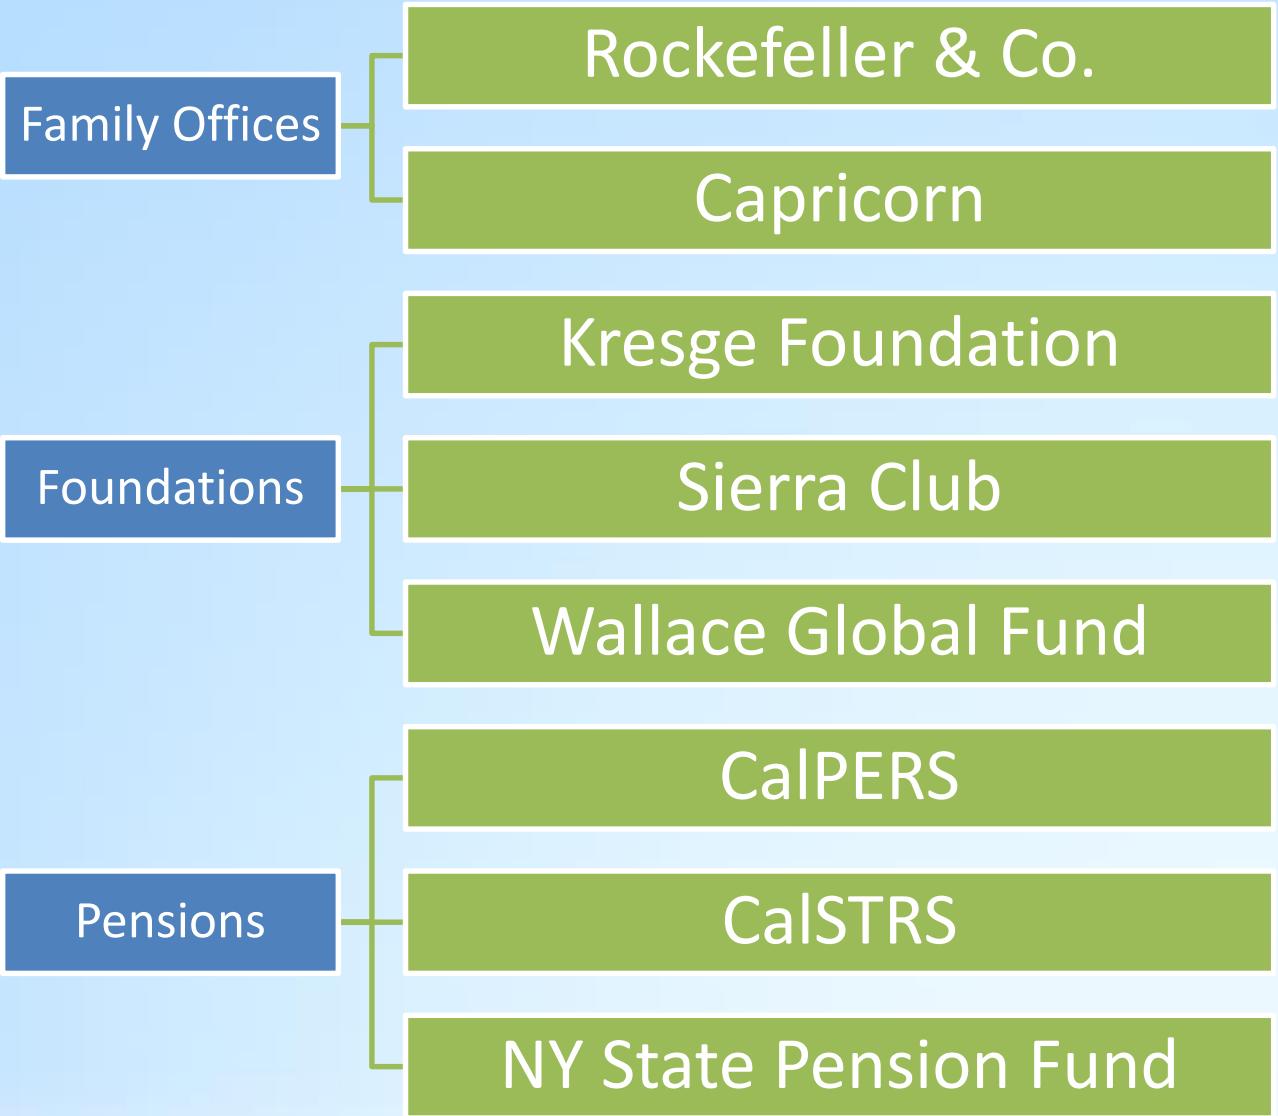 Family Offices
Rockefeller & Co.
Capricorn
Foundations
Kresge Foundation
Sierra Club
Wallace Global Fund
Pensions
CalPERS
CalSTRS
NY State Pension Fund